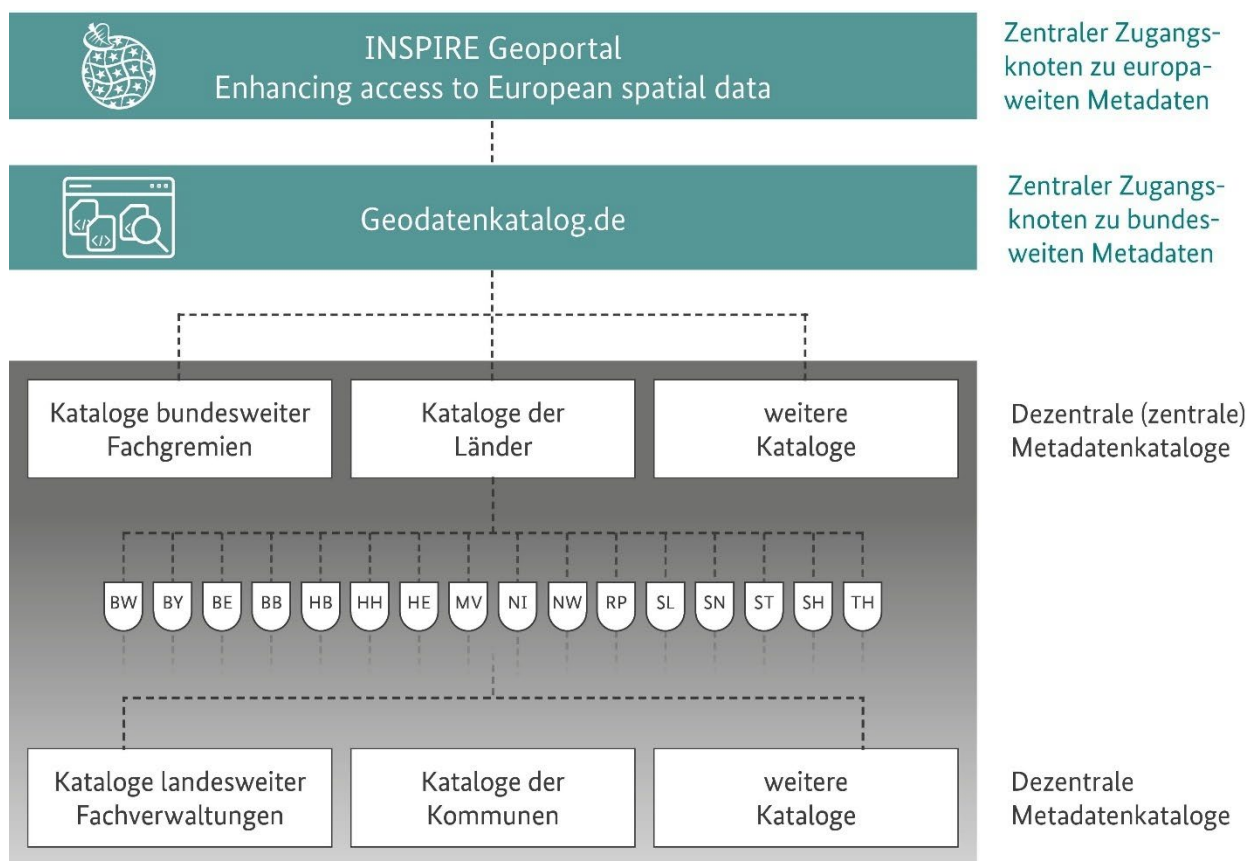 INSPIRE Geoportal
Enhancing access to European spatial data
Zentraler Zugangs-
knoten zu europa-
weiten Metadaten
</>
</>
</>
Geodatenkatalog.de
Zentraler Zugangs-
knoten zu bundes-
weiten Metadaten
Kataloge bundesweiter
Fachgremien
Kataloge der
Länder
weitere
Kataloge
Dezentrale (zentrale)
Metadatenkataloge
BW BY BE BB HB HH HE MV NI NW RP SL SN ST SH TH
Kataloge landesweiter
Fachverwaltungen
Kataloge der
Kommunen
weitere
Kataloge
Dezentrale
Metadatenkataloge